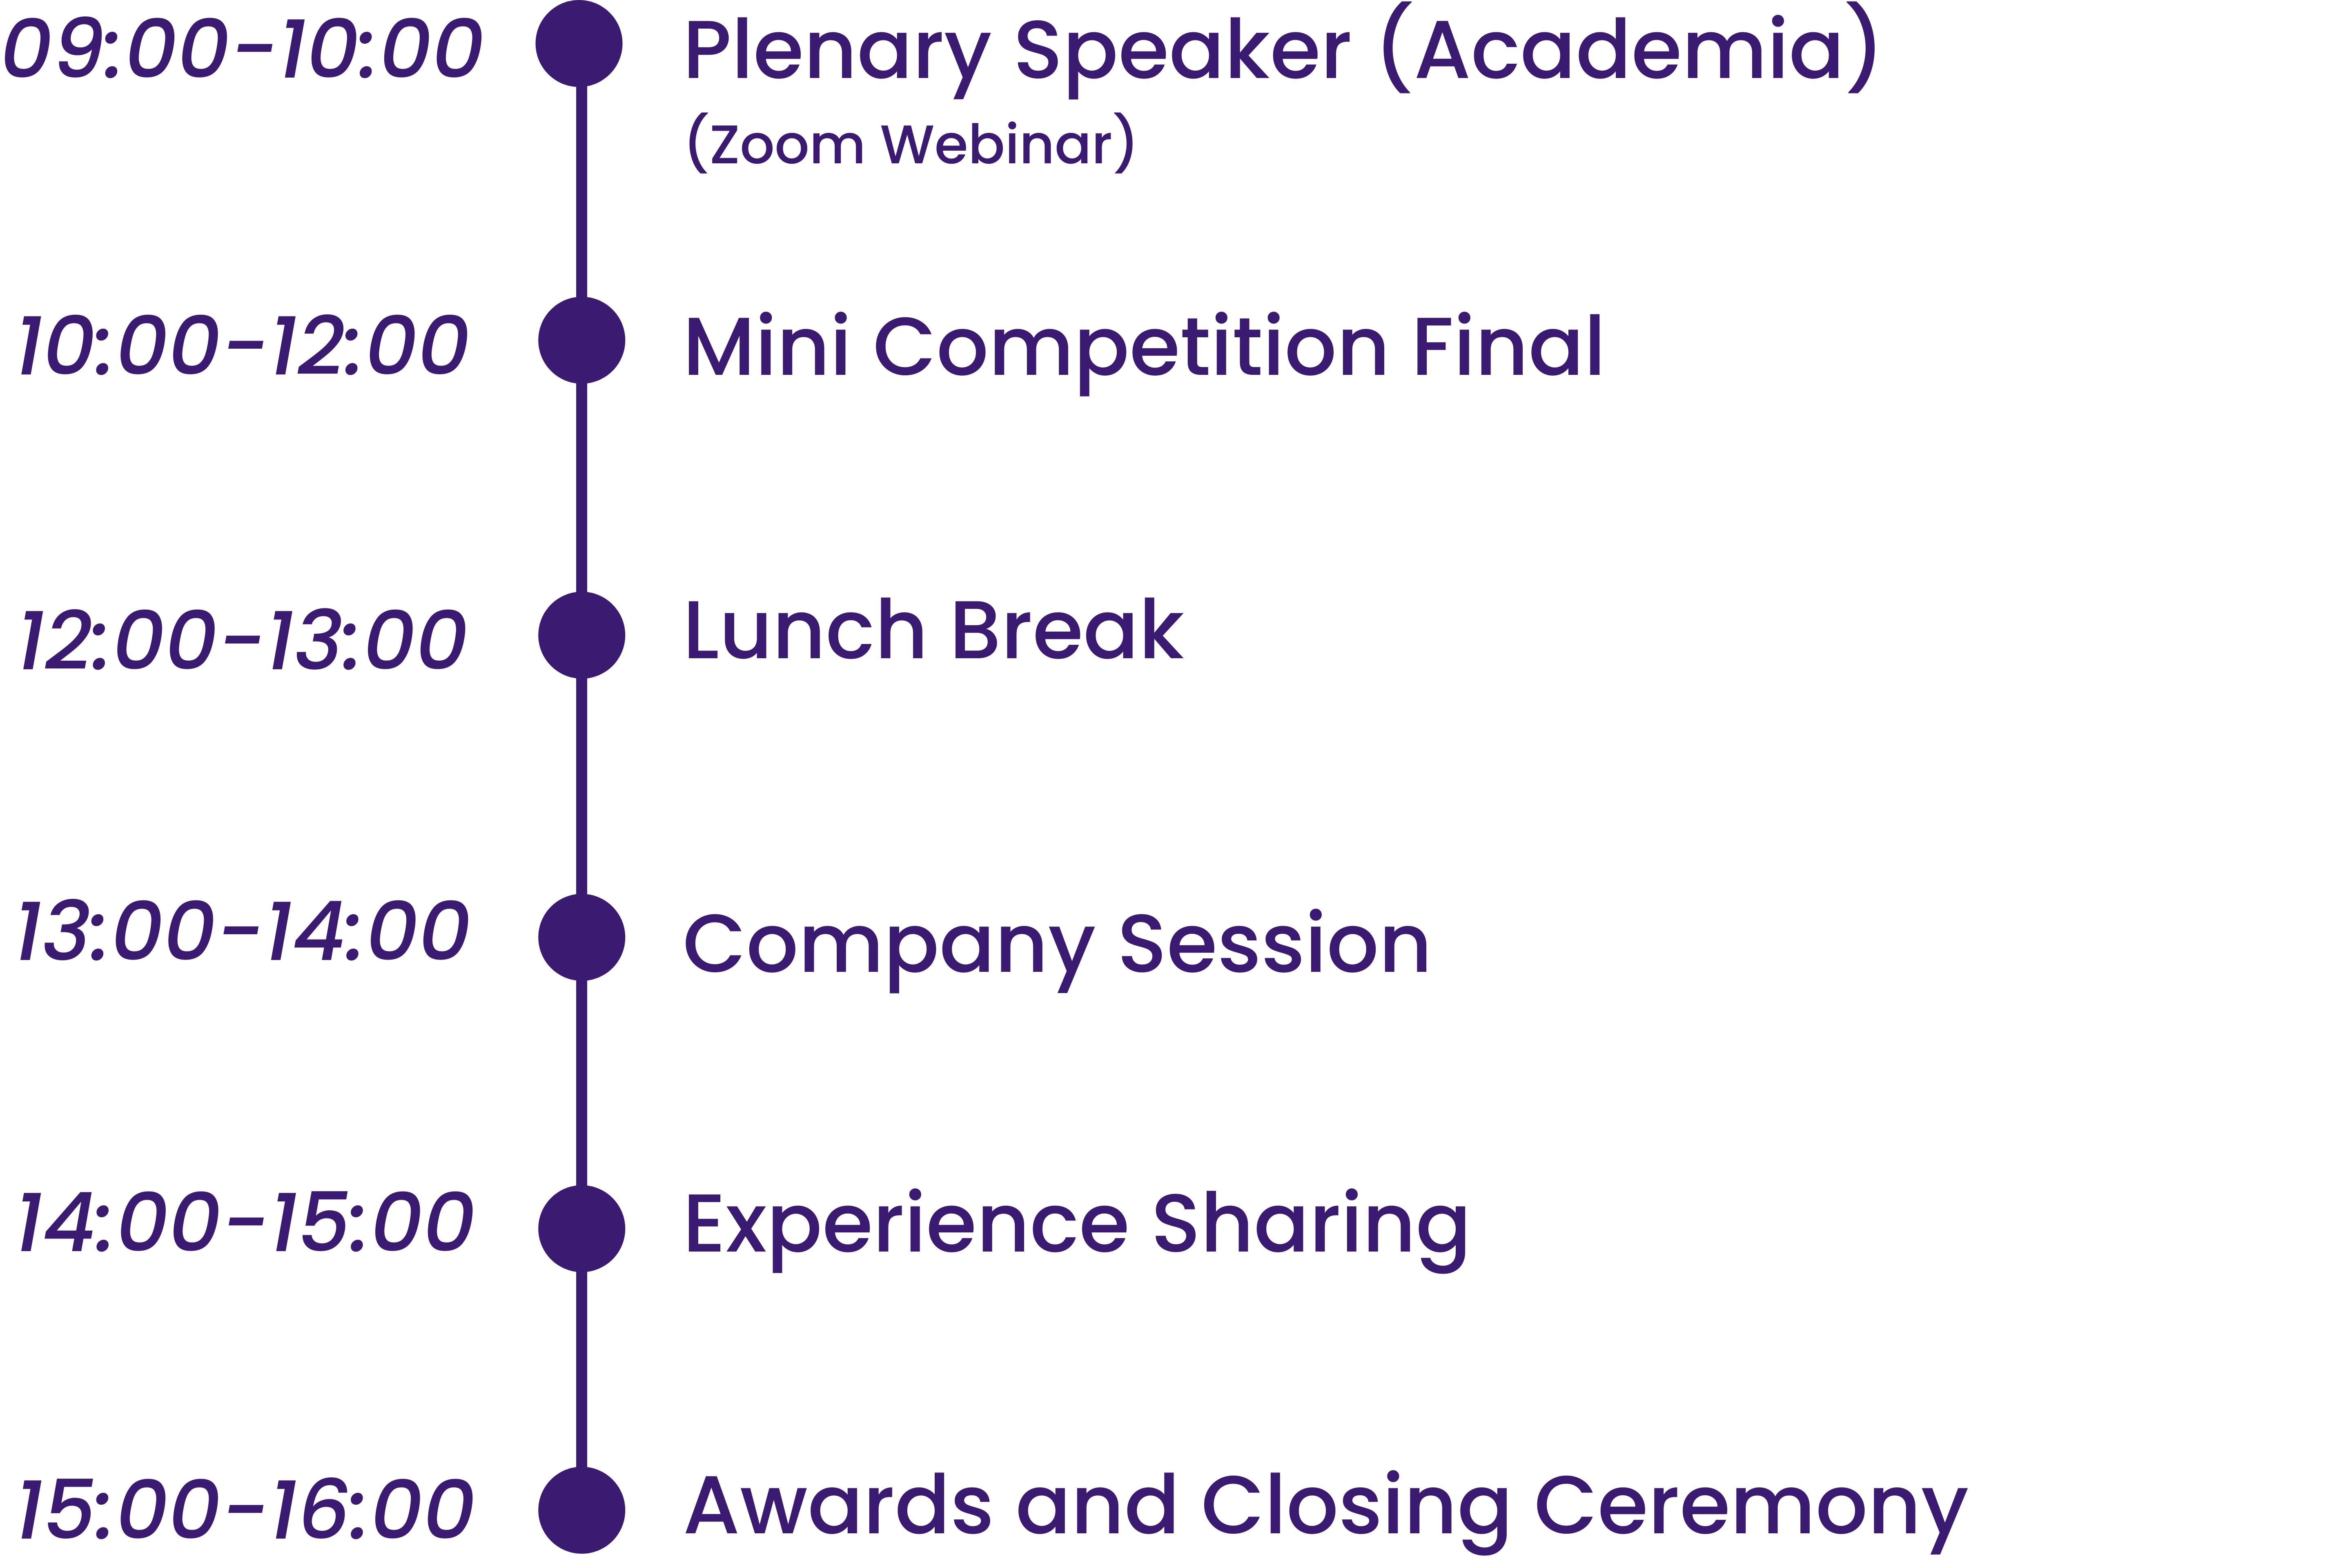 09:00-10:00 Plenary Speaker (Academia)
(Zoom Webinar)
10:00-12:00 Mini Competition Final
12:00-13:00 Lunch Break
13:00-14:00 Company Session
14:00-15:00 Experience Sharing
15:00-16:00 Awards and Closing Ceremony